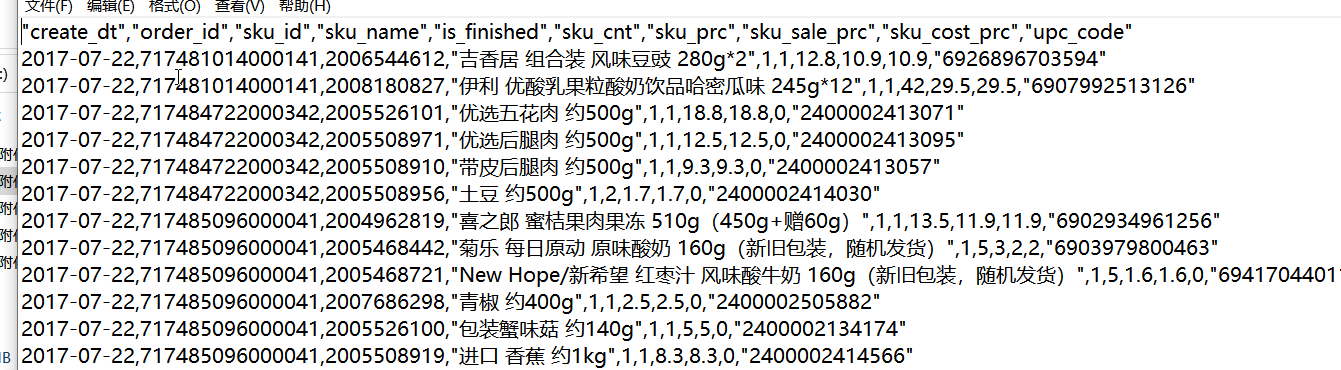 文件(F) 编辑(E) 格式(O) 查看(V) 帮助(H)
"create_dt","order_id","sku_id","sku_name","is_finished","sku_cnt","sku_prc","sku_sale_prc","sku_cost_prc","upc_code"
2017-07-22,717481014000141,2006544612,"吉香居 组合装 风味豆豉 280g*2",1,1,12.8,10.9,10.9,"6926896703594"
2017-07-22,717481014000141,2008180827,"伊利 优酸乳果粒酸奶饮品哈密瓜味 245g*12",1,1,42,29.5,29.5,"6907992513126"
2017-07-22,717484722000342,2005526101,"优选五花肉 约500g",1,1,18.8,18.8,0,"2400002413071"
2017-07-22,717484722000342,2005508971,"优选后腿肉 约500g",1,1,12.5,12.5,0,"2400002413095"
2017-07-22,717484722000342,2005508910,"带皮后腿肉 约500g",1,1,9.3,9.3,0,"2400002413057"
2017-07-22,717484722000342,2005508956,"土豆 约500g",1,2,1.7,1.7,0,"2400002414030"
2017-07-22,717485096000041,2004962819,"喜之郎 蜜桔果肉果冻 510g（450g+赠60g）",1,1,13.5,11.9,11.9,"6902934961256"
2017-07-22,717485096000041,2005468442,"菊乐 每日原动 原味酸奶 160g（新旧包装，随机发货）",1,5,3,2,2,"6903979800463"
2017-07-22,717485096000041,2005468721,"New Hope/新希望 红枣汁 风味酸牛奶 160g（新旧包装，随机发货）",1,5,1.6,1.6,0,"69417044011
2017-07-22,717485096000041,2007686298,"青椒 约400g",1,1,2.5,2.5,0,"2400002505882"
2017-07-22,717485096000041,2005526100,"包装蟹味菇 约140g",1,1,5,5,0,"2400002134174"
2017-07-22,717485096000041,2005508919,"进口 香蕉 约1kg",1,1,8.3,8.3,0,"2400002414566"